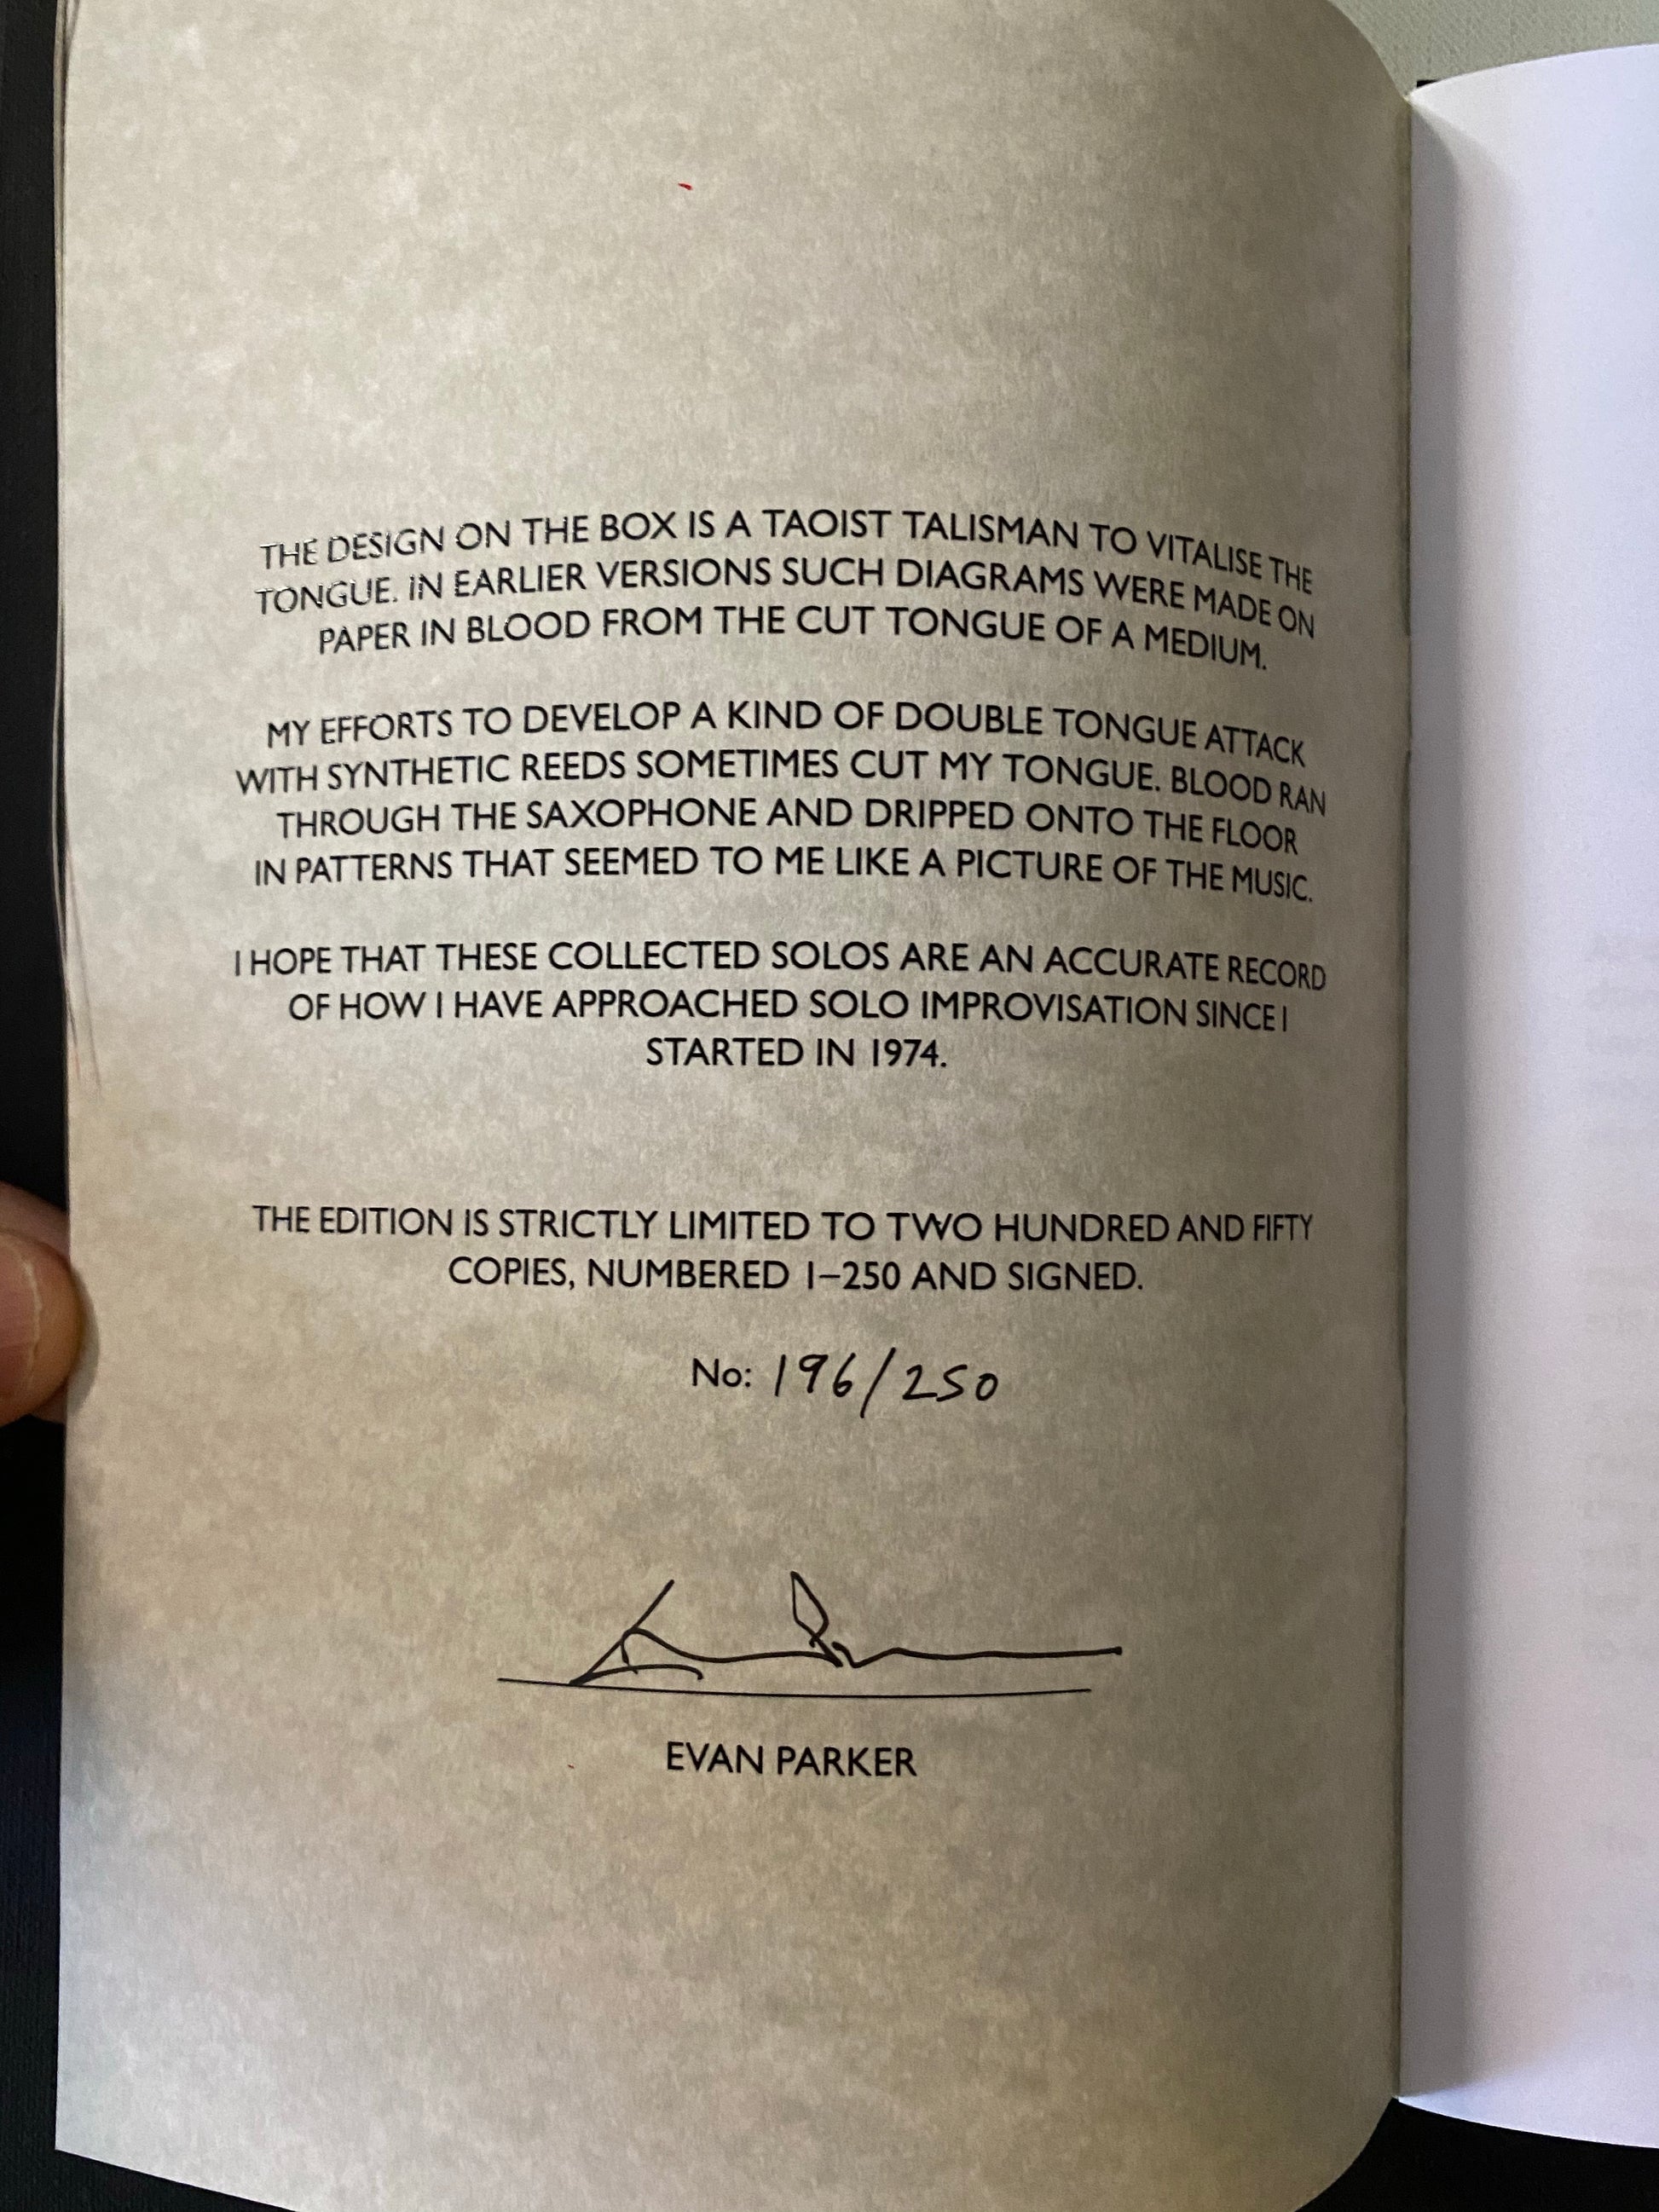 THE DESIGN ON THE BOX IS A TAOIST TALISMAN TO VITALISE THE
TONGUE. IN EARLIER VERSIONS SUCH DIAGRAMS WERE MADE ON
PAPER IN BLOOD FROM THE CUT TONGUE OF A MEDIUM.
MY EFFORTS TO DEVELOP A KIND OF DOUBLE TONGUE ATTACK
WITH SYNTHETIC REEDS SOMETIMES CUT MY TONGUE. BLOOD RAN
THROUGH THE SAXOPHONE AND DRIPPED ONTO THE FLOOR
IN PATTERNS THAT SEEMED TO ME LIKE A PICTURE OF THE MUSIC.
I HOPE THAT THESE COLLECTED SOLOS ARE AN ACCURATE RECORD
OF HOW I HAVE APPROACHED SOLO IMPROVISATION SINCE I
STARTED IN 1974.
THE EDITION IS STRICTLY LIMITED TO TWO HUNDRED AND FIFTY
COPIES, NUMBERED 1–250 AND SIGNED.
No: 196/250
EVAN PARKER